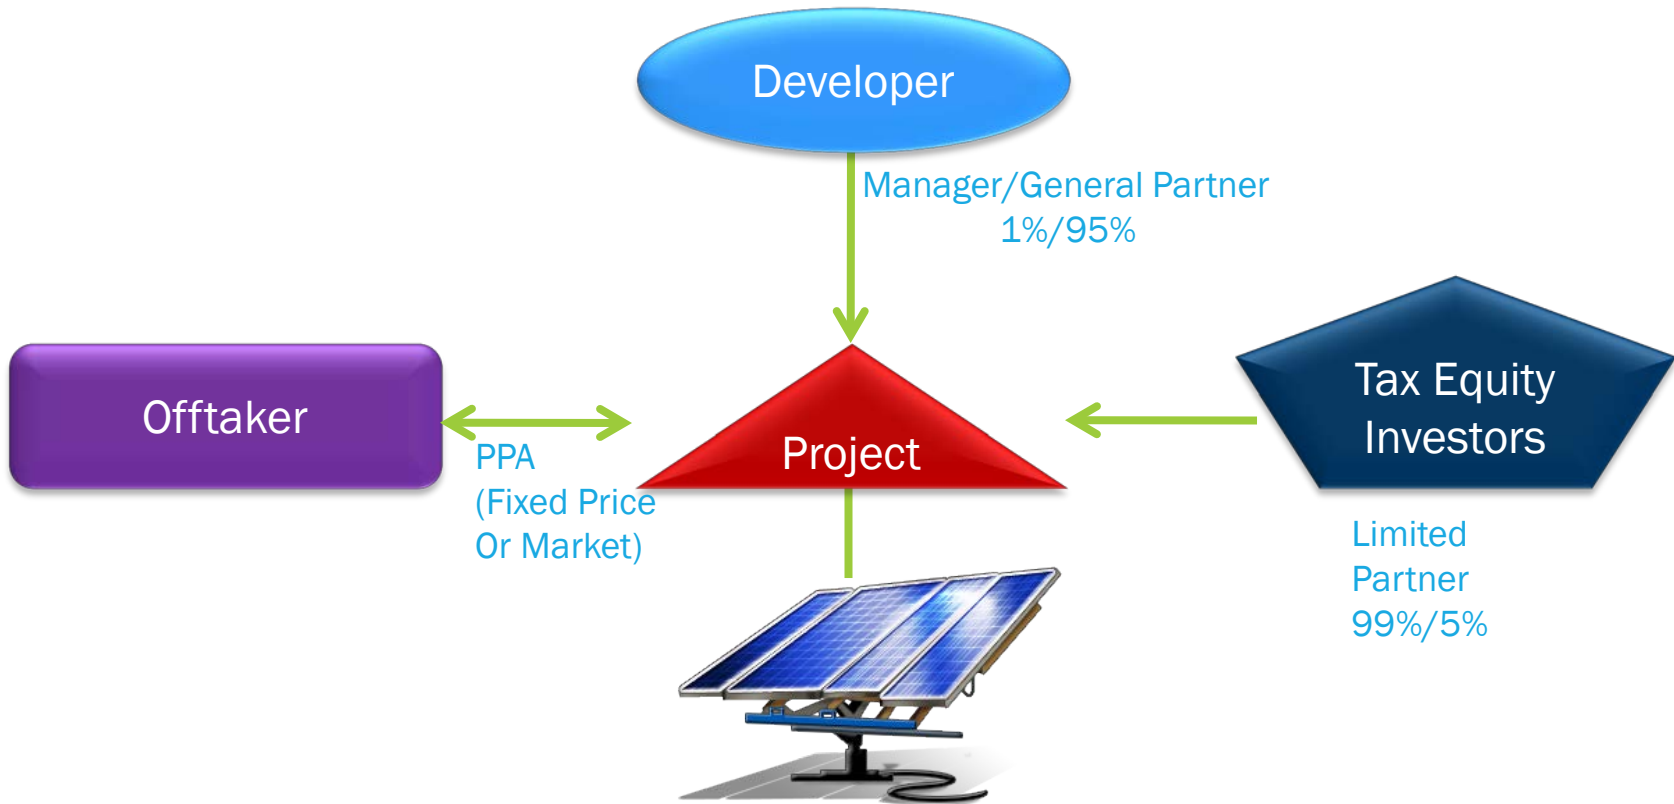 Developer
Manager/General Partner
1%/95%
Offtaker
PPA
(Fixed Price
Or Market)
Project
Tax Equity
Investors
Limited
Partner
99%/5%